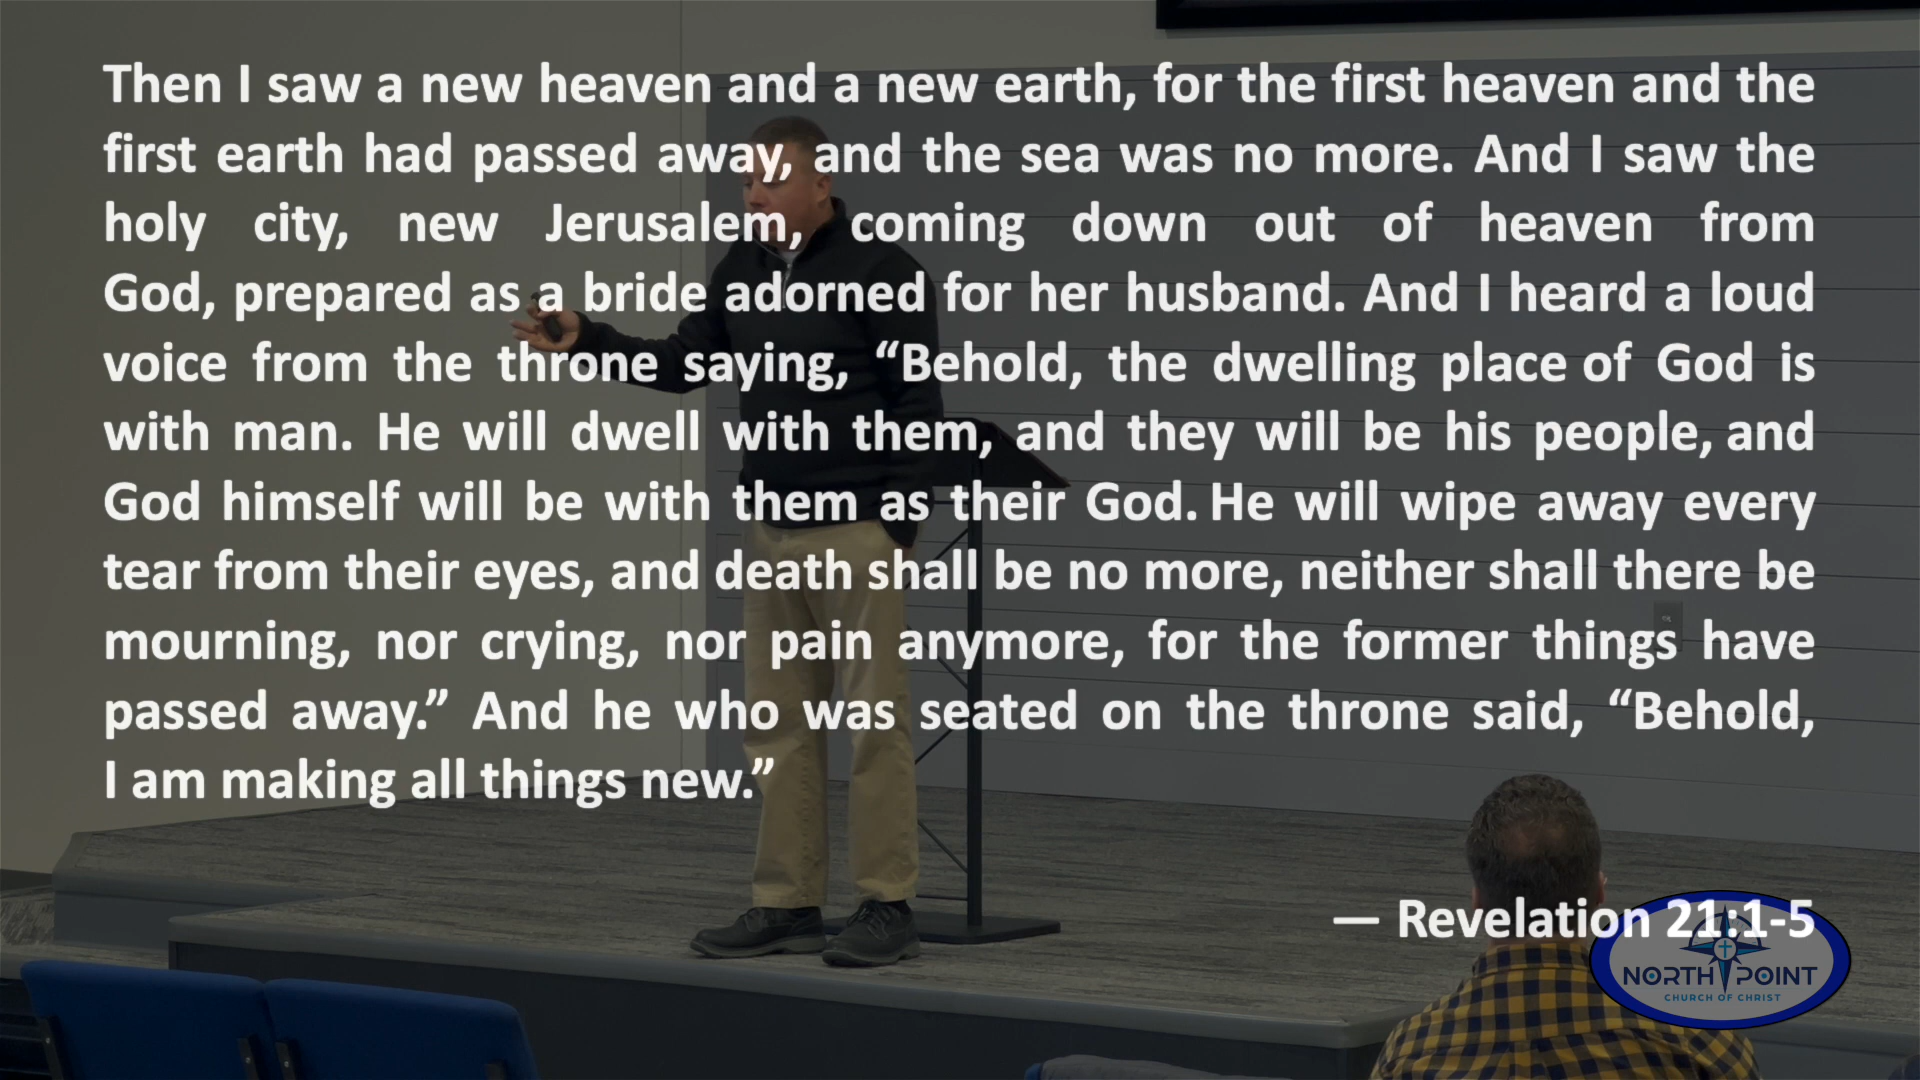 Then I saw a new heaven and a new earth, for the first heaven and the
first earth had passed away, and the sea was no more. And I saw the
holy city, new Jerusalem, coming down out of heaven from
God, prepared as a bride adorned for her husband. And I heard a loud
voice from the throne saying, “Behold, the dwelling place of God is
with man. He will dwell with them, and they will be his people, and
God himself will be with them as their God. He will wipe away every
tear from their eyes, and death shall be no more, neither shall there be
mourning, nor crying, nor pain anymore, for the former things have
passed away.” And he who was seated on the throne said, “Behold,
I am making all things new.”
— Revelation 21:1-5
NORTH POINT
CHURCH OF CHRIST